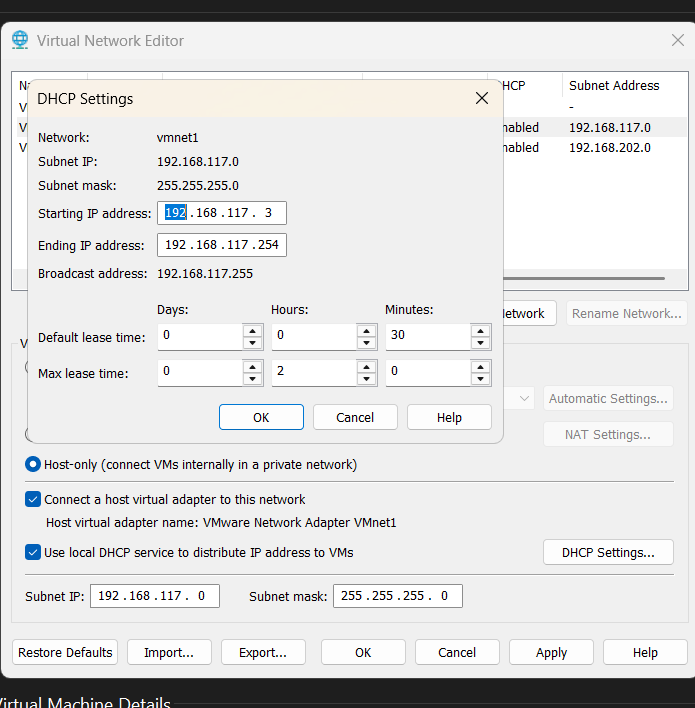 Virtual Network Editor
HCP Subnet Address
-
nabled 192.168.117.0
nabled 192.168.202.0
DHCP Settings
Network: vmnet1
Subnet IP: 192.168.117.0
Subnet mask: 255.255.255.0
Starting IP address: 192 . 168 . 117 . 3
Ending IP address: 192 . 168 . 117 . 254
Broadcast address: 192.168.117.255
Days: Hours: Minutes:
Default lease time: 0 0 30
Max lease time: 0 2 0
OK Cancel Help
etwork Rename Network...
Automatic Settings...
NAT Settings...
Host-only (connect VMs internally in a private network)
Connect a host virtual adapter to this network
Host virtual adapter name: VMware Network Adapter VMnet1
Use local DHCP service to distribute IP address to VMs DHCP Settings...
Subnet IP: 192 . 168 . 117 . 0 Subnet mask: 255 . 255 . 255 . 0
Restore Defaults Import... Export... OK Cancel Apply Help
Virtual Machine Details